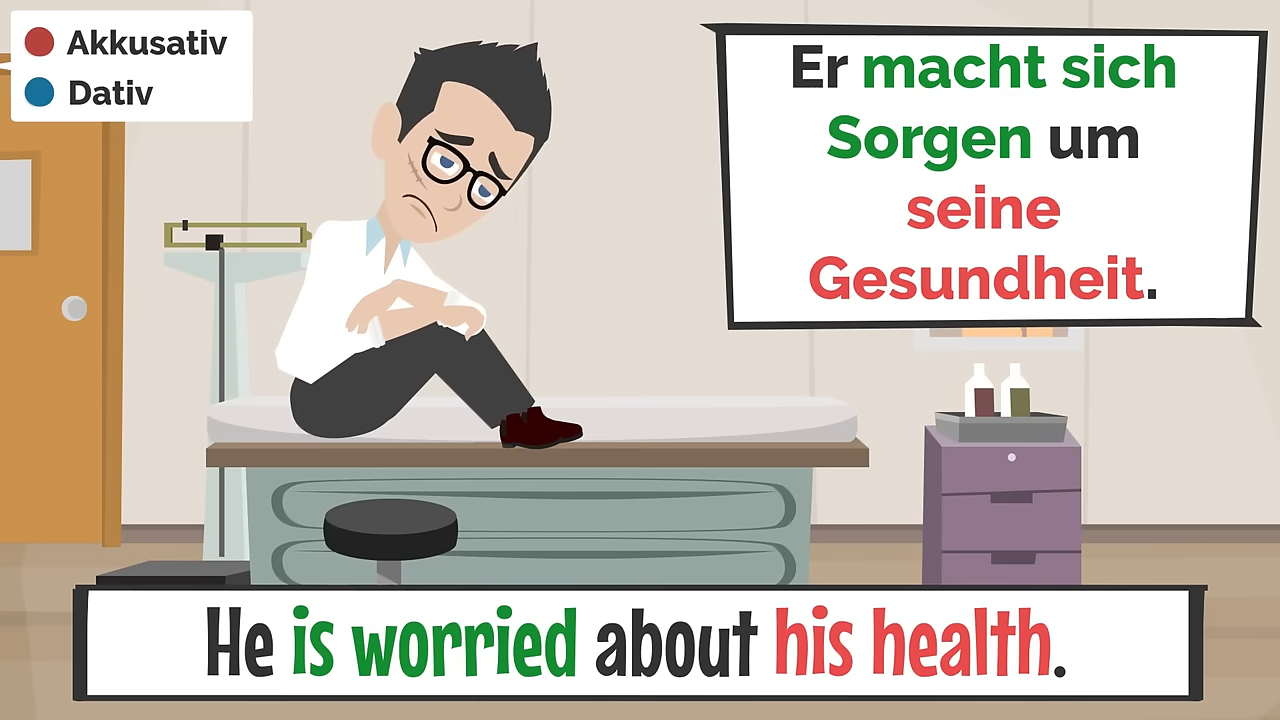 Akkusativ
Dativ
Er macht sich
Sorgen um
seine
Gesundheit.
He is worried about his health.